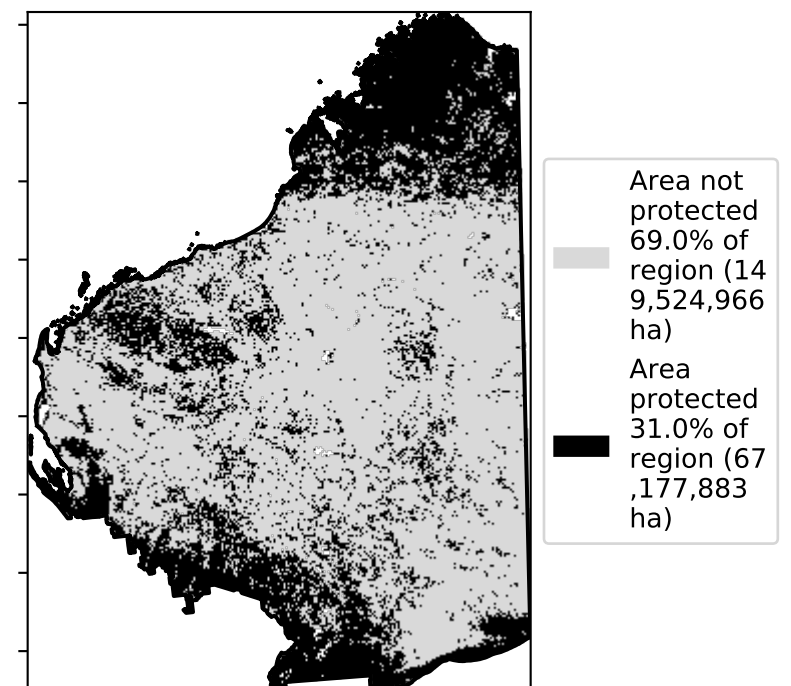 Area not
protected
69.0% of
region (14
9,524,966
ha)
Area
protected
31.0% of
region (67
,177,883
ha)